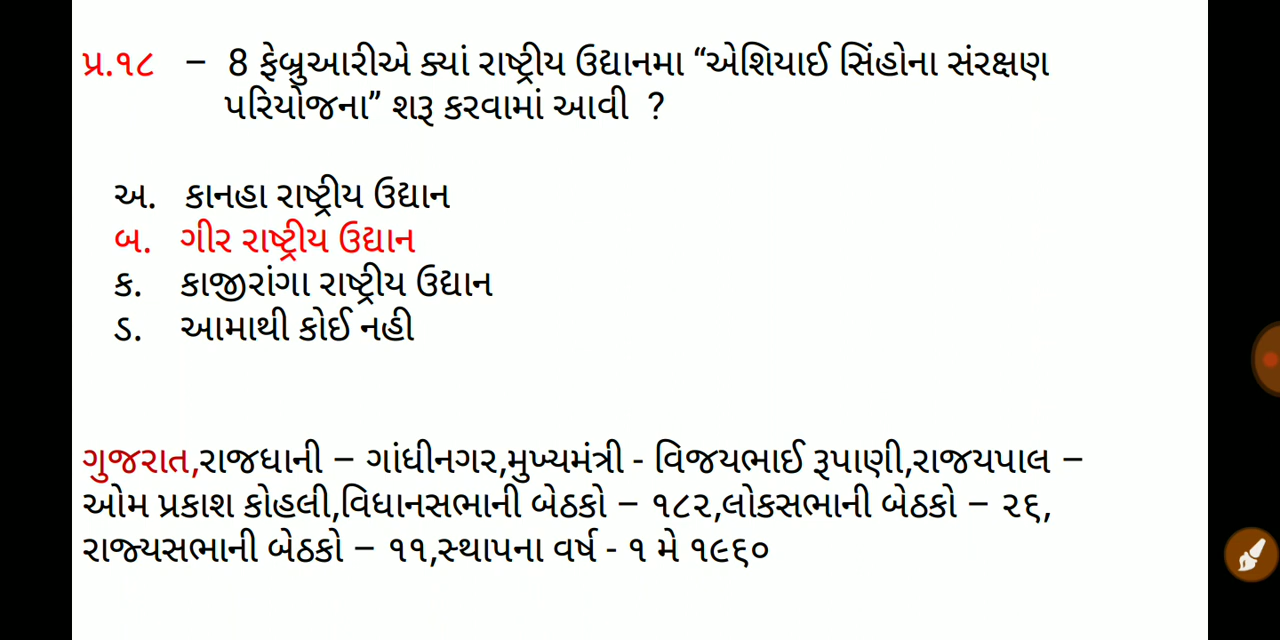 પ્ર.૧૮ – 8 ફેબ્રુઆરીએ ક્યાં રાષ્ટ્રીય ઉદ્યાનમા “એશિયાઈ સિંહોના સંરક્ષણ
પરિયોજના” શરૂ કરવામાં આવી ?
અ. કાનહા રાષ્ટ્રીય ઉદ્યાન
બ. ગીર રાષ્ટ્રીય ઉદ્યાન
ક. કાજીરાંગા રાષ્ટ્રીય ઉદ્યાન
ડ. આમાથી કોઈ નહી
ગુજરાત,રાજધાની – ગાંધીનગર,મુખ્યમંત્રી - વિજયભાઈ રૂપાણી,રાજયપાલ –
ઓમ પ્રકાશ કોહલી,વિધાનસભાની બેઠકો – ૧૮૨,લોકસભાની બેઠકો – ૨૬,
રાજ્યસભાની બેઠકો – ૧૧,સ્થાપના વર્ષ - ૧ મે ૧૯૬૦